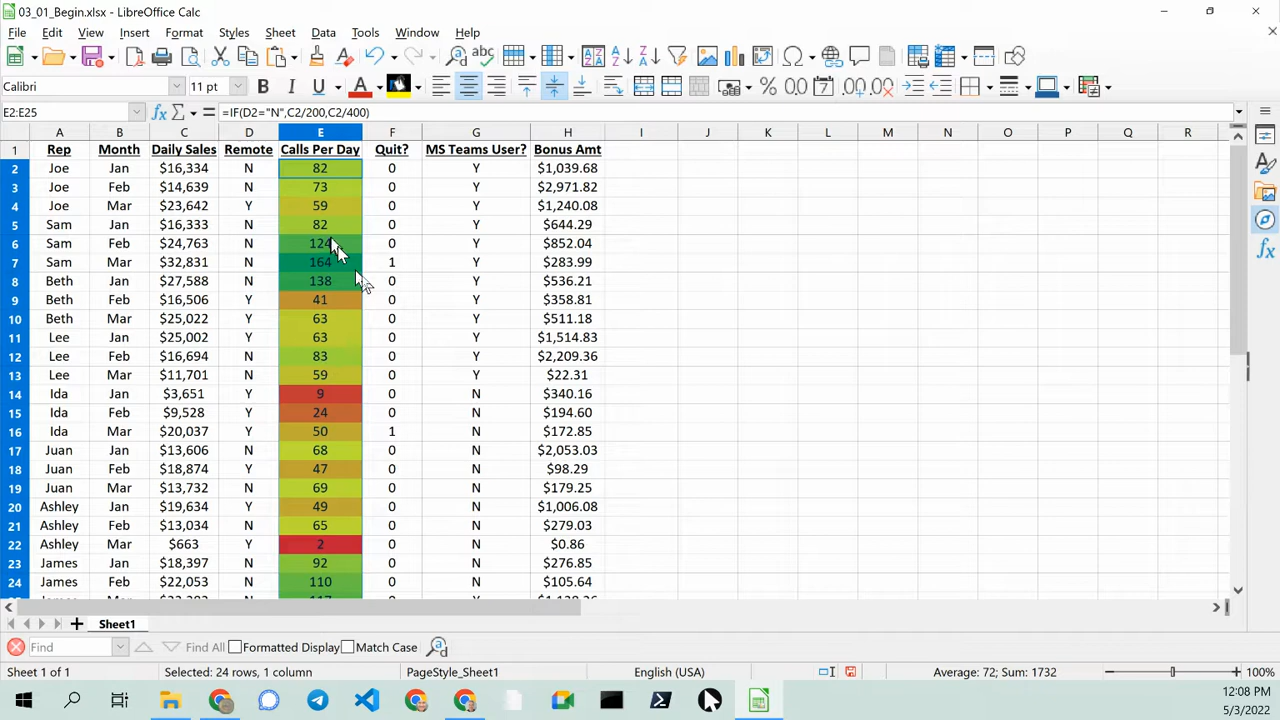 03_01_Begin.xlsx - LibreOffice Calc
File Edit View Insert Format Styles Sheet Data Tools Window Help
Calibri 11 pt
E2:E25 =IF(D2="N",C2/200,C2/400)
A B C D E F G H I J K L M N O P Q R
1 Rep Month Daily Sales Remote Calls Per Day Quit? MS Teams User? Bonus Amt
2 Joe Jan $16,334 N 82 0 Y $1,039.68
3 Joe Feb $14,639 N 73 0 Y $2,971.82
4 Joe Mar $23,642 Y 59 0 Y $1,240.08
5 Sam Jan $16,333 N 82 0 Y $644.29
6 Sam Feb $24,763 N 124 0 Y $852.04
7 Sam Mar $32,831 N 164 1 Y $283.99
8 Beth Jan $27,588 N 138 0 Y $536.21
9 Beth Feb $16,506 Y 41 0 Y $358.81
10 Beth Mar $25,022 Y 63 0 Y $511.18
11 Lee Jan $25,002 Y 63 0 Y $1,514.83
12 Lee Feb $16,694 N 83 0 Y $2,209.36
13 Lee Mar $11,701 N 59 0 Y $22.31
14 Ida Jan $3,651 Y 9 0 N $340.16
15 Ida Feb $9,528 Y 24 0 N $194.60
16 Ida Mar $20,037 Y 50 1 N $172.85
17 Juan Jan $13,606 N 68 0 N $2,053.03
18 Juan Feb $18,874 Y 47 0 N $98.29
19 Juan Mar $13,732 N 69 0 N $179.25
20 Ashley Jan $19,634 Y 49 0 N $1,006.08
21 Ashley Feb $13,034 N 65 0 N $279.03
22 Ashley Mar $663 Y 2 0 N $0.86
23 James Jan $18,397 N 92 0 N $276.85
24 James Feb $22,053 N 110 0 N $105.64
Sheet1
Find Find All Formatted Display Match Case
Sheet 1 of 1 Selected: 24 rows, 1 column PageStyle_Sheet1 English (USA) Average: 72; Sum: 1732 100%
12:08 PM
5/3/2022